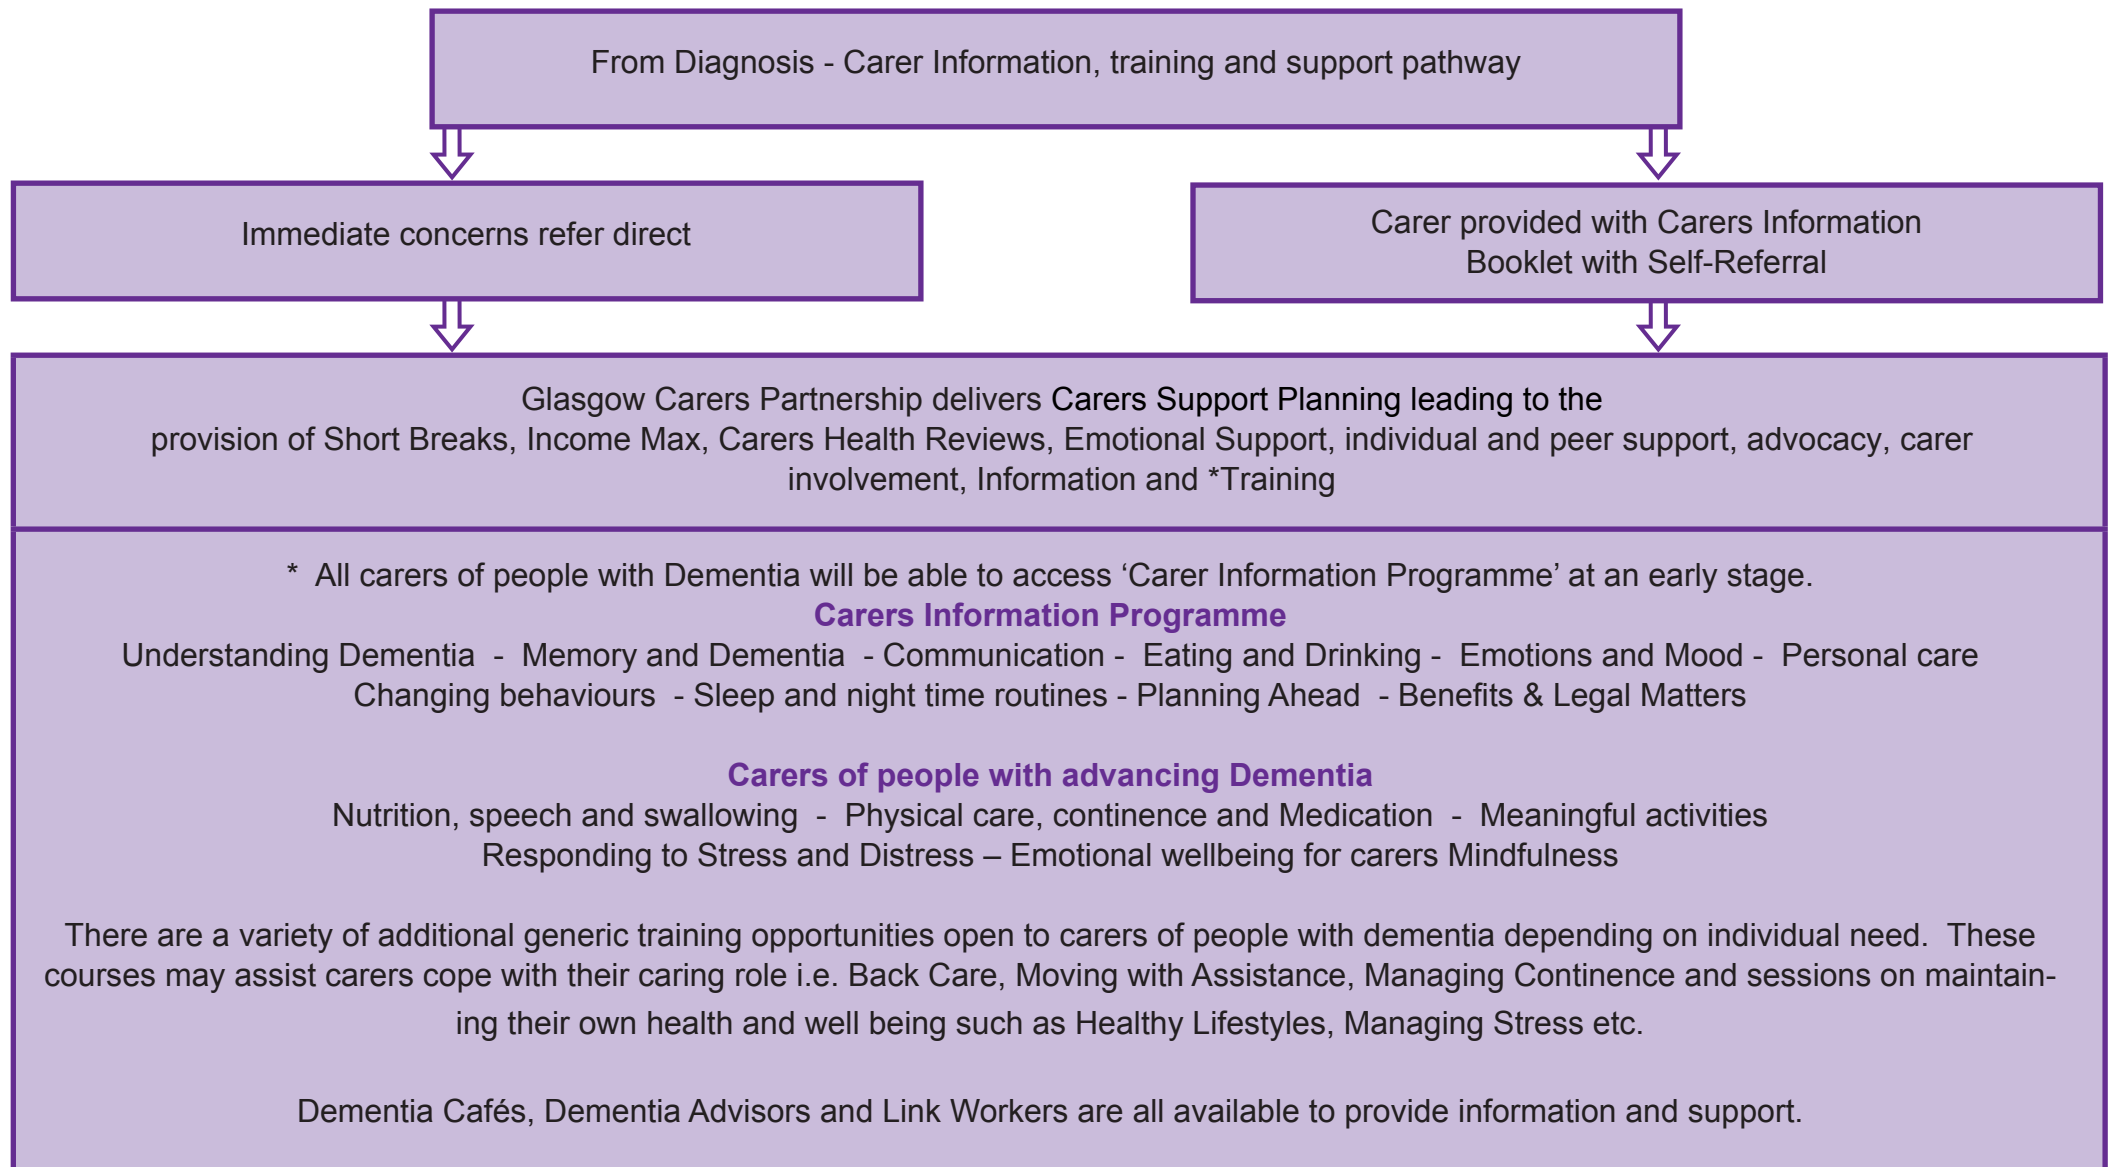 From Diagnosis - Carer Information, training and support pathway
Immediate concerns refer direct
Carer provided with Carers Information
Booklet with Self-Referral
Glasgow Carers Partnership delivers Carers Support Planning leading to the
provision of Short Breaks, Income Max, Carers Health Reviews, Emotional Support, individual and peer support, advocacy, carer
involvement, Information and *Training
* All carers of people with Dementia will be able to access ‘Carer Information Programme’ at an early stage.
Carers Information Programme
Understanding Dementia - Memory and Dementia - Communication - Eating and Drinking - Emotions and Mood - Personal care
Changing behaviours - Sleep and night time routines - Planning Ahead - Benefits & Legal Matters
Carers of people with advancing Dementia
Nutrition, speech and swallowing - Physical care, continence and Medication - Meaningful activities
Responding to Stress and Distress – Emotional wellbeing for carers Mindfulness
There are a variety of additional generic training opportunities open to carers of people with dementia depending on individual need. These
courses may assist carers cope with their caring role i.e. Back Care, Moving with Assistance, Managing Continence and sessions on maintain-
ing their own health and well being such as Healthy Lifestyles, Managing Stress etc.
Dementia Cafés, Dementia Advisors and Link Workers are all available to provide information and support.